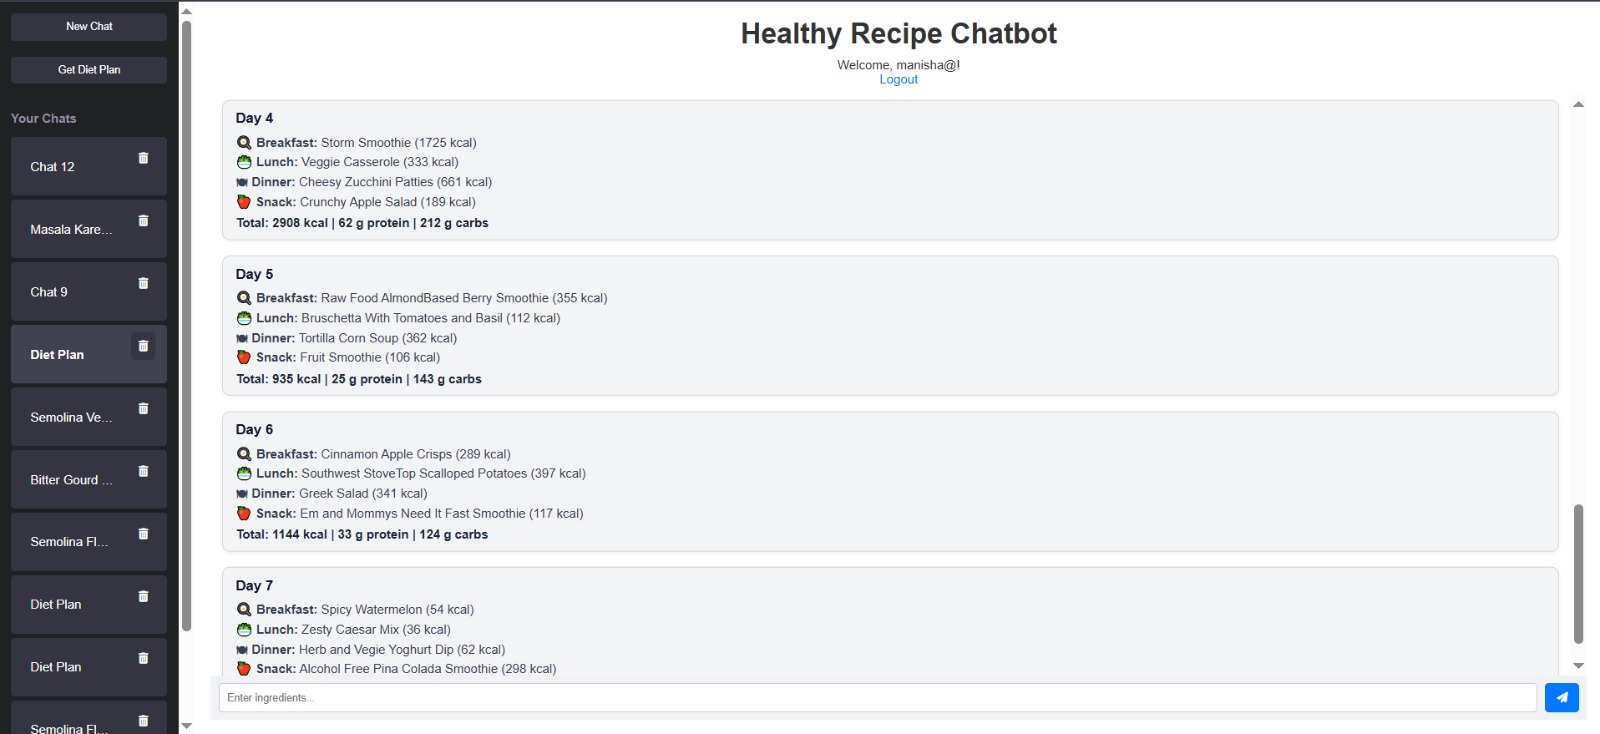 New Chat
Get Diet Plan
Your Chats
Chat 12
Masala Kare...
Chat 9
Diet Plan
Semolina Ve...
Bitter Gourd ...
Semolina Fl...
Diet Plan
Diet Plan
Semolina Fl...
Healthy Recipe Chatbot
Welcome, manisha@!
Logout
Day 4
Breakfast: Storm Smoothie (1725 kcal)
Lunch: Veggie Casserole (333 kcal)
Dinner: Cheesy Zucchini Patties (661 kcal)
Snack: Crunchy Apple Salad (189 kcal)
Total: 2908 kcal | 62 g protein | 212 g carbs
Day 5
Breakfast: Raw Food AlmondBased Berry Smoothie (355 kcal)
Lunch: Bruschetta With Tomatoes and Basil (112 kcal)
Dinner: Tortilla Corn Soup (362 kcal)
Snack: Fruit Smoothie (106 kcal)
Total: 935 kcal | 25 g protein | 143 g carbs
Day 6
Breakfast: Cinnamon Apple Crisps (289 kcal)
Lunch: Southwest StoveTop Scalloped Potatoes (397 kcal)
Dinner: Greek Salad (341 kcal)
Snack: Em and Mommys Need It Fast Smoothie (117 kcal)
Total: 1144 kcal | 33 g protein | 124 g carbs
Day 7
Breakfast: Spicy Watermelon (54 kcal)
Lunch: Zesty Caesar Mix (36 kcal)
Dinner: Herb and Vegie Yoghurt Dip (62 kcal)
Snack: Alcohol Free Pina Colada Smoothie (298 kcal)
Enter ingredients...